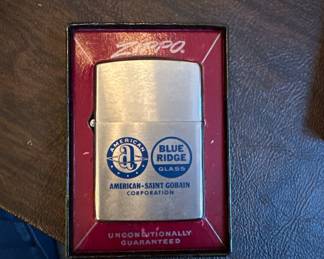 ZIPPO
AMERICAN
a
BLUE
RIDGE
GLASS
AMERICAN-SAINT GOBAIN
CORPORATION
UNCONDITIONALLY
GUARANTEED